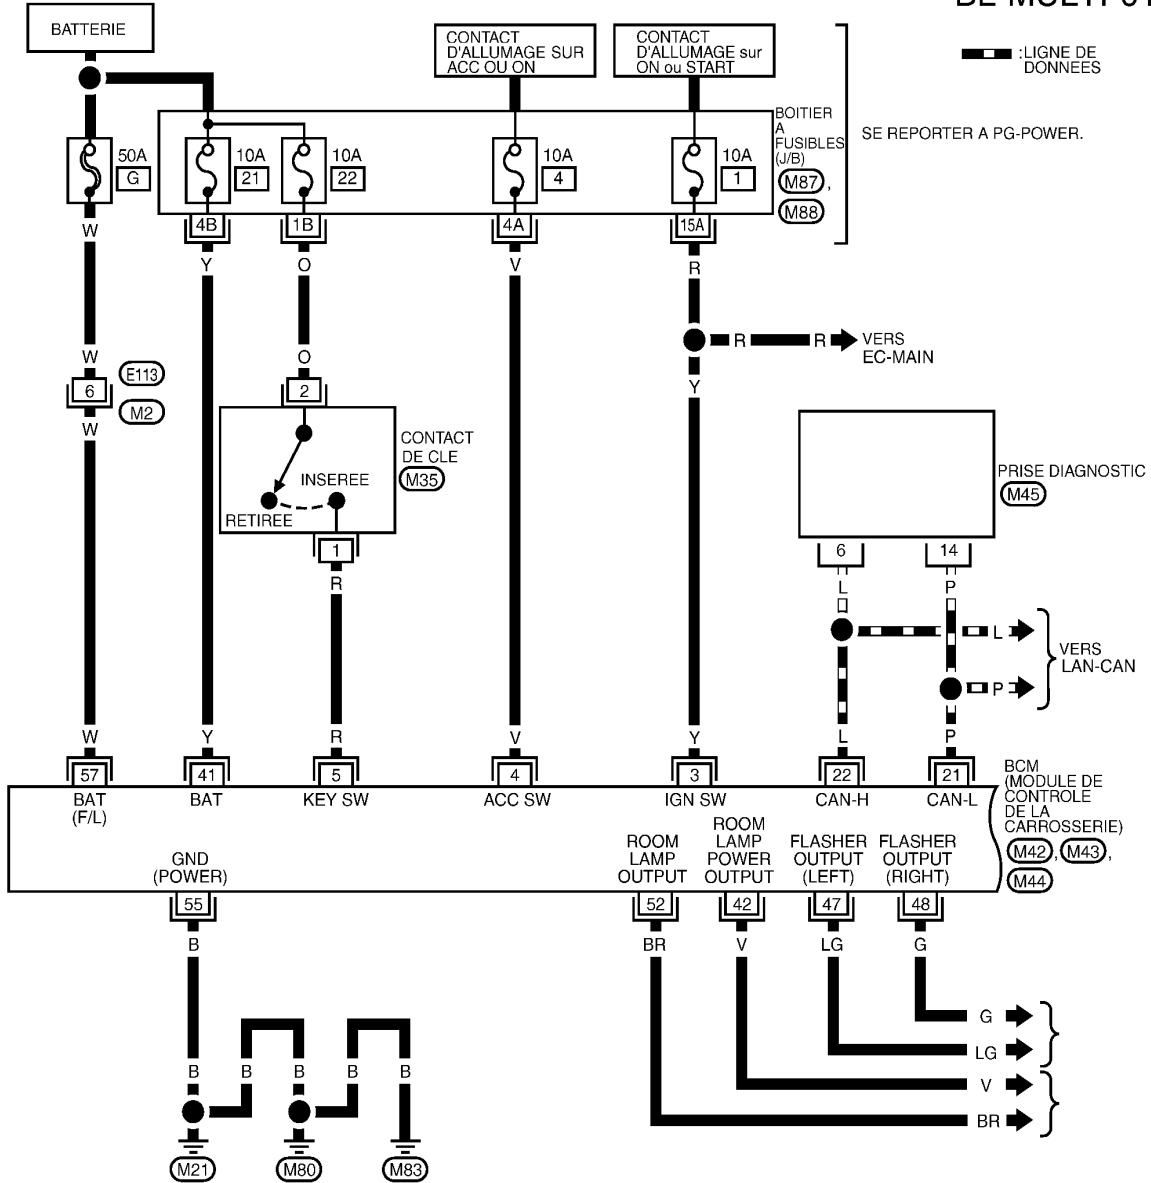 BATTERIE
CONTACT
D'ALLUMAGE SUR
ACC OU ON
CONTACT
D'ALLUMAGE sur
ON ou START
:LIGNE DE
DONNEES
BOITIER
A
FUSIBLES
(J/B)
M87 ,
M88
SE REPORTER A PG-POWER.
50A
G
10A
21
10A
22
10A
4
10A
1
4B
1B
4A
15A
W
Y
O
V
R
R
R
VERS
EC-MAIN
W
O
Y
6
E113
M2
W
2
CONTACT
DE CLE
M35
INSEREE
RETIREE
1
R
PRISE DIAGNOSTIC
M45
6
14
L
P
L
P
VERS
LAN-CAN
W
Y
R
V
Y
L
P
57
41
5
4
3
22
21
BAT
(F/L)
BAT
KEY SW
ACC SW
IGN SW
CAN-H
CAN-L
BCM
(MODULE DE
CONTROLE
DE LA
CARROSSERIE)
M42 , M43 ,
M44
GND
(POWER)
ROOM
LAMP
OUTPUT
ROOM
LAMP
POWER
OUTPUT
FLASHER
OUTPUT
(LEFT)
FLASHER
OUTPUT
(RIGHT)
55
52
42
47
48
B
BR
V
LG
G
G
LG
V
BR
B
B
B
B
B
M21
M80
M83